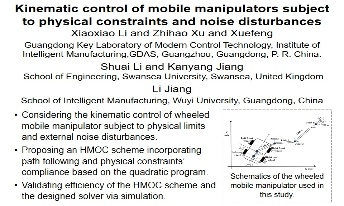 Kinematic control of mobile manipulators subject
to physical constraints and noise disturbances
Xiaoxiao Li and Zhihao Xu and Xuefeng
Guangdong Key Laboratory of Modern Control Technology, Institute of
Intelligent Manufacturing,GDAS, Guangzhou, Guangdong, P. R. China.
Shuai Li and Kanyang Jiang
School of Engineering, Swansea University, Swansea, United Kingdom
Li Jiang
School of Intelligent Manufacturing, Wuyi University, Guangdong, China
• Considering the kinematic control of wheeled
mobile manipulator subject to physical limits
and external noise disturbances.
• Proposing an HMOC scheme incorporating
path following and physical constraints'
compliance based on the quadratic program.
• Validating efficiency of the HMOC scheme and
the designed solver via simulation.
Schematics of the wheeled
mobile manipulator used in
this study.